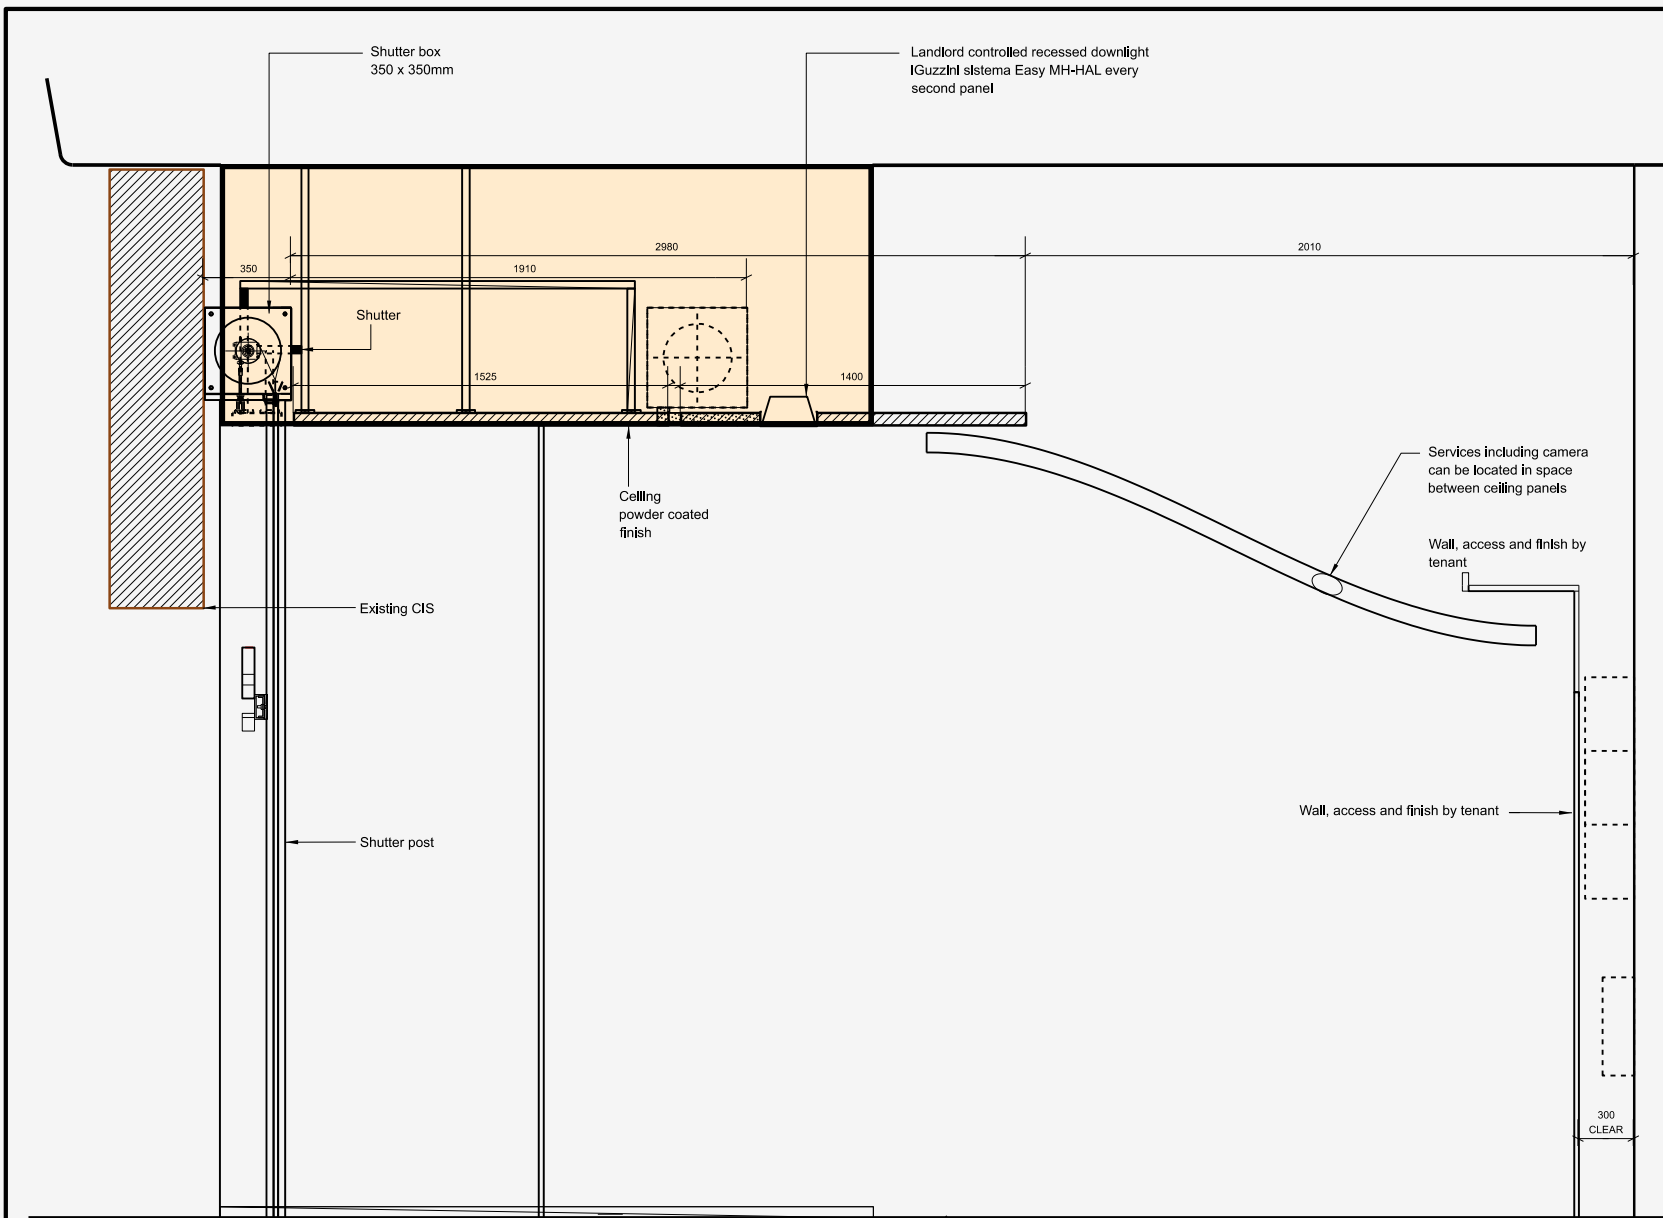 Shutter box
350 x 350mm
Landlord controlled recessed downlight
IGuzzini sistema Easy MH-HAL every
second panel
2980
2010
350
1910
Shutter
1525
1400
Services including camera
can be located in space
between ceiling panels
Ceiling
powder coated
finish
Wall, access and finish by
tenant
Existing CIS
Wall, access and finish by tenant
Shutter post
300
CLEAR